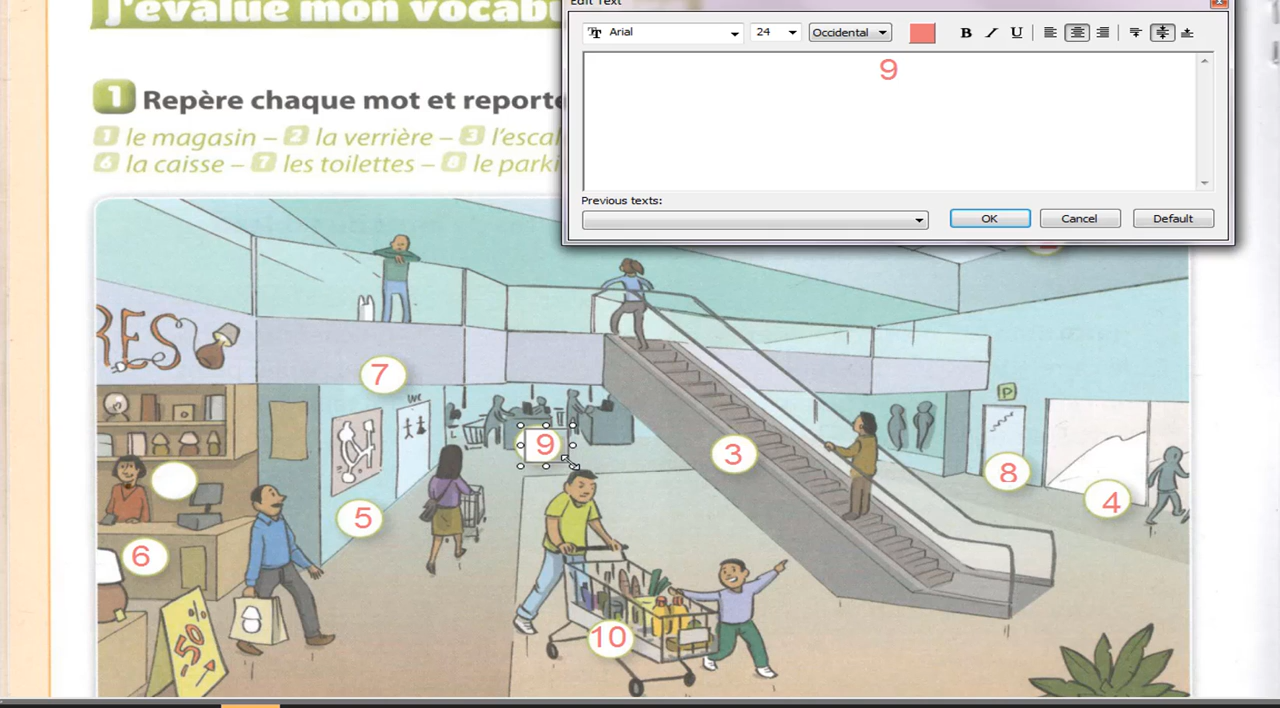 J'évalue mon vocabu
Edit Text
Arial 24 Occidental B I U
9
1 Repère chaque mot et reporte
1 le magasin – 2 la verrière – 3 l'escal
6 la caisse – 7 les toilettes – 8 le parki
Previous texts:
OK Cancel Default
RES
7
WC
P
9
3
8
4
5
6
-50%
10